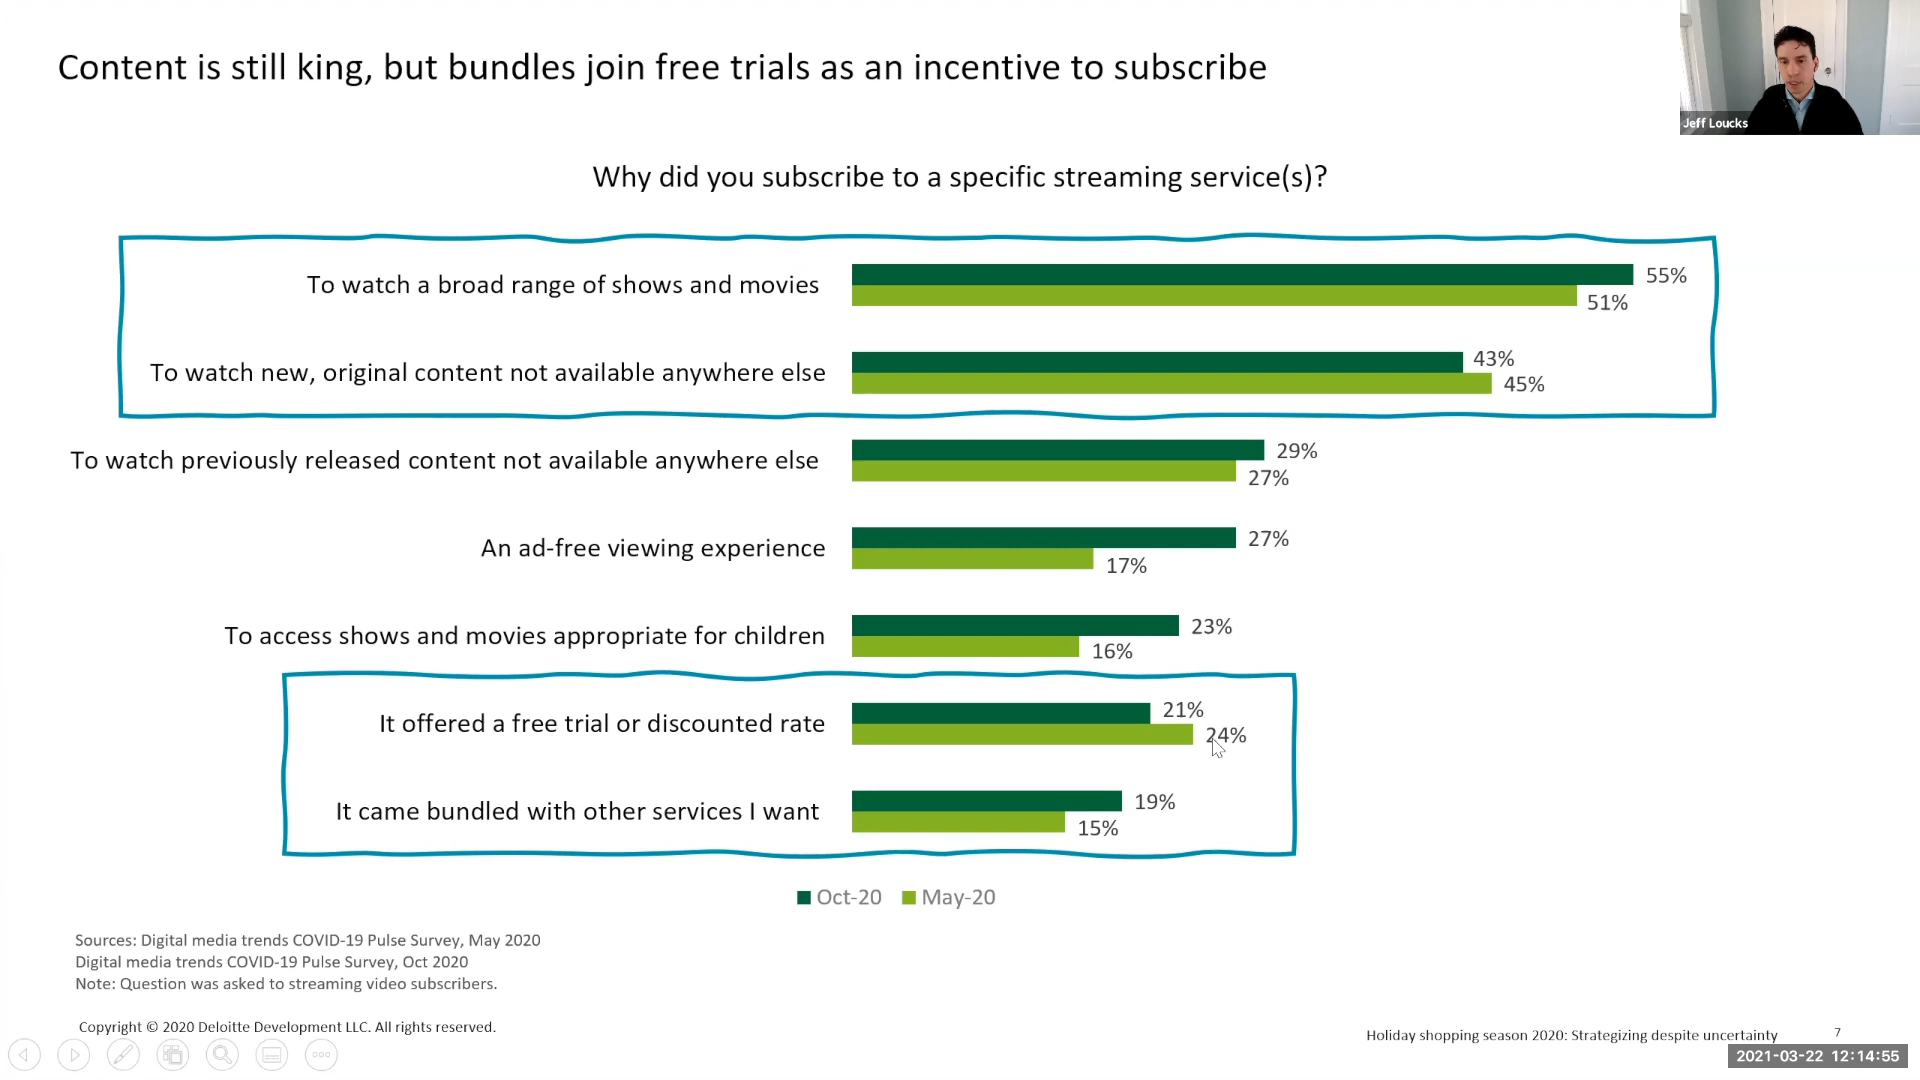 Content is still king, but bundles join free trials as an incentive to subscribe
Jeff Loucks
Why did you subscribe to a specific streaming service(s)?
To watch a broad range of shows and movies
55%
51%
To watch new, original content not available anywhere else
43%
45%
To watch previously released content not available anywhere else
29%
27%
An ad-free viewing experience
27%
17%
To access shows and movies appropriate for children
23%
16%
It offered a free trial or discounted rate
21%
24%
It came bundled with other services I want
19%
15%
Oct-20 May-20
Sources: Digital media trends COVID-19 Pulse Survey, May 2020
Digital media trends COVID-19 Pulse Survey, Oct 2020
Note: Question was asked to streaming video subscribers.
Copyright © 2020 Deloitte Development LLC. All rights reserved.
Holiday shopping season 2020: Strategizing despite uncertainty 7
2021-03-22 12:14:55